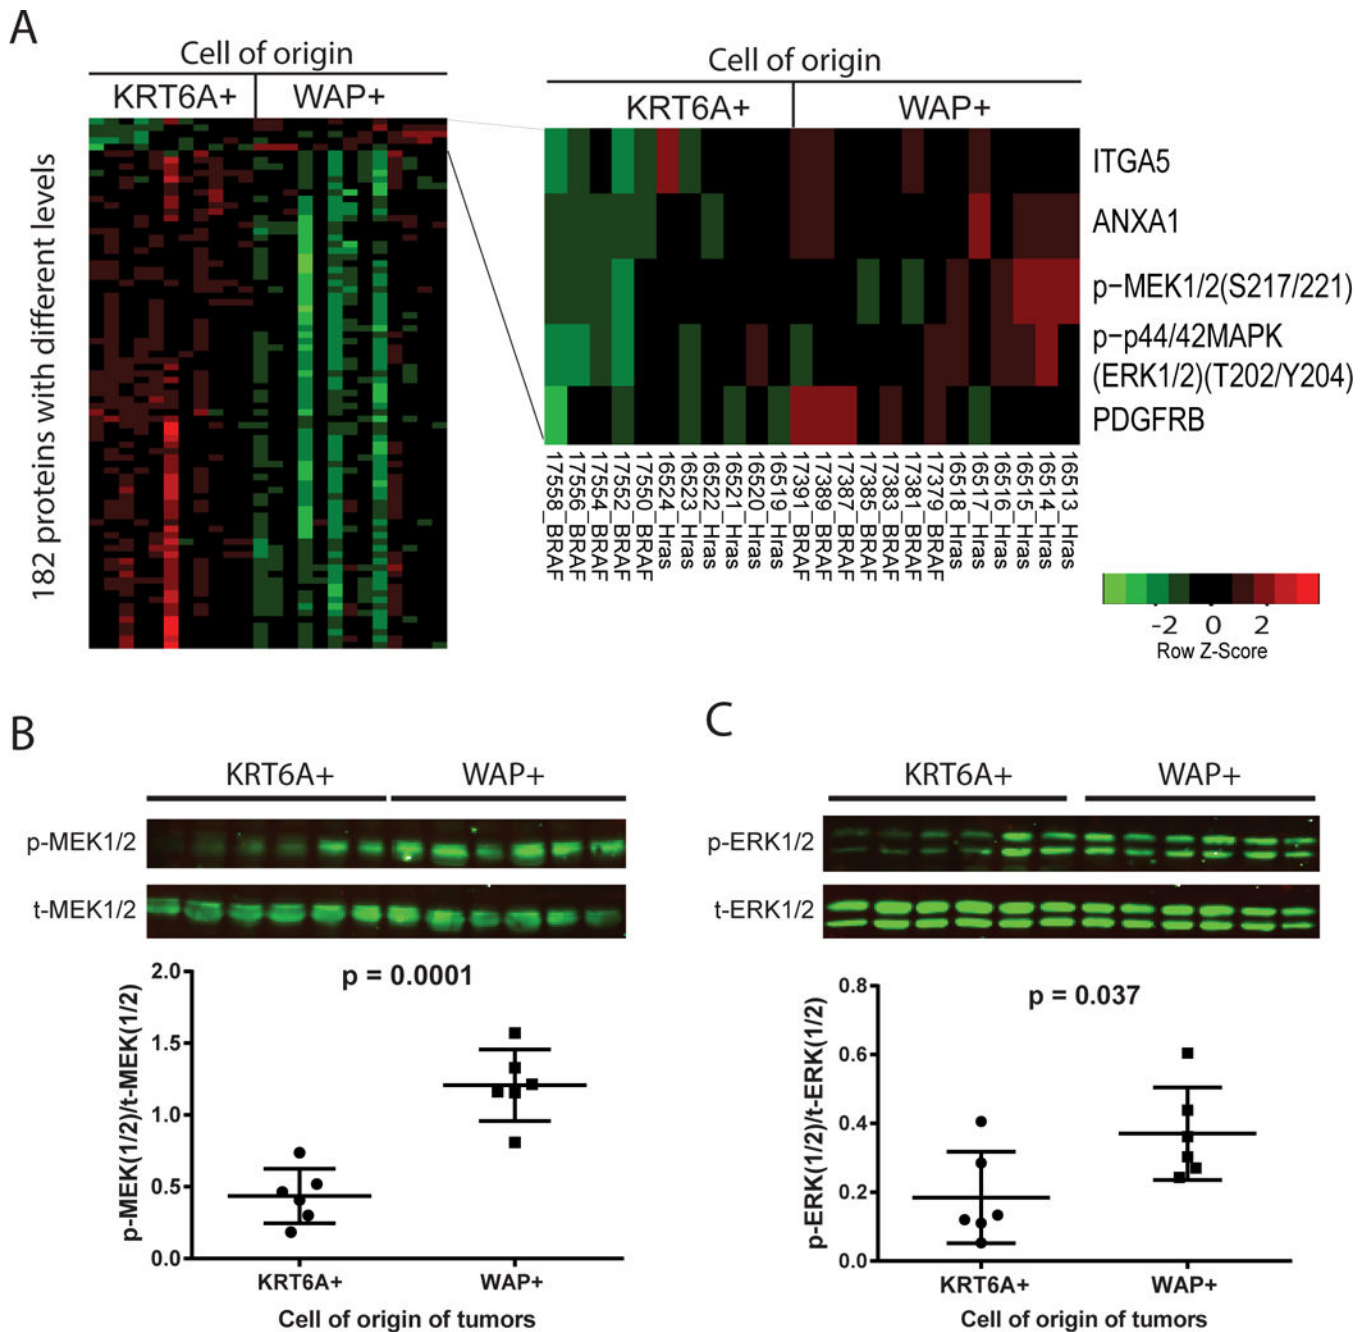 A
Cell of origin
KRT6A+ WAP+
182 proteins with different levels
Cell of origin
KRT6A+ WAP+
ITGA5
ANXA1
p-MEK1/2(S217/221)
p-p44/42MAPK
(ERK1/2)(T202/Y204)
PDGFRB
17558_BRAF
17556_BRAF
17554_BRAF
17552_BRAF
17550_BRAF
16524_Hras
16523_Hras
16522_Hras
16521_Hras
16520_Hras
16519_Hras
17391_BRAF
17389_BRAF
17387_BRAF
17385_BRAF
17383_BRAF
17381_BRAF
17379_BRAF
16518_Hras
16517_Hras
16516_Hras
16515_Hras
16514_Hras
16513_Hras
-2 0 2
Row Z-Score
B
KRT6A+ WAP+
p-MEK1/2
t-MEK1/2
p = 0.0001
p-MEK(1/2)/t-MEK(1/2)
2.0
1.5
1.0
0.5
0.0
KRT6A+ WAP+
Cell of origin of tumors
C
KRT6A+ WAP+
p-ERK1/2
t-ERK1/2
p = 0.037
p-ERK(1/2)/t-ERK(1/2)
0.8
0.6
0.4
0.2
0.0
KRT6A+ WAP+
Cell of origin of tumors